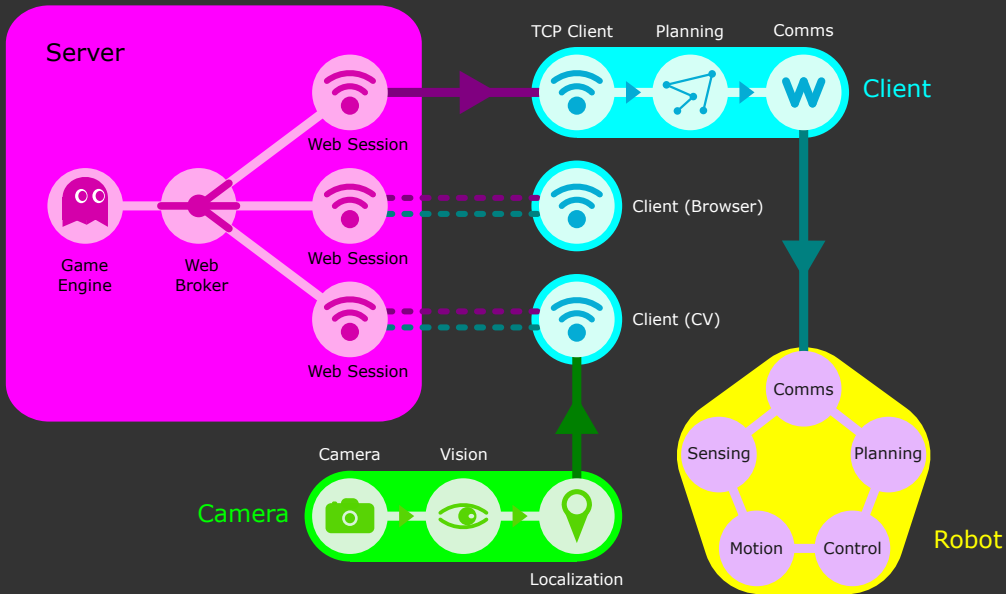 TCP Client
Planning
Comms
Server
Client
Web Session
Client (Browser)
Game
Engine
Web
Broker
Web Session
Client (CV)
Web Session
Comms
Camera
Vision
Sensing
Planning
Camera
Robot
Motion
Control
Localization